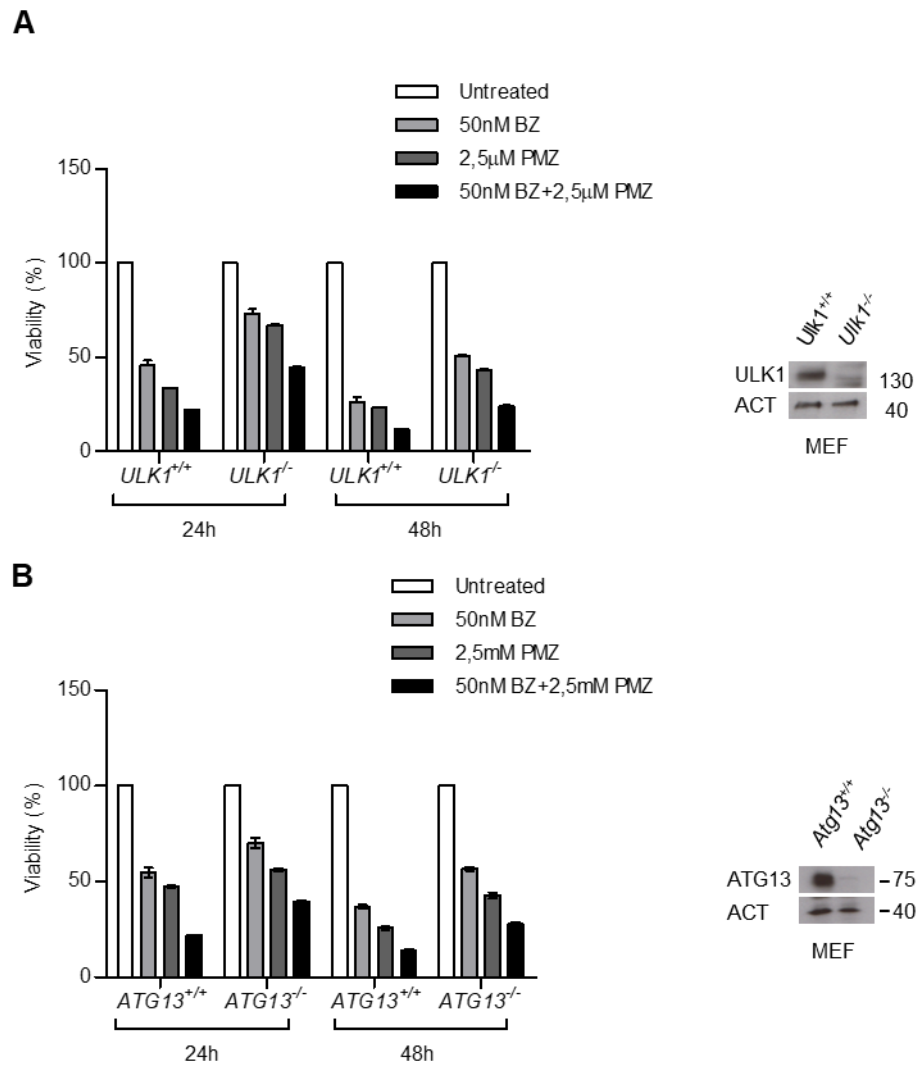 A
Untreated
50nM BZ
2,5μM PMZ
50nM BZ+2,5μM PMZ
150
100
50
0
Viability (%)
ULK1+/+ ULK1-/- ULK1+/+ ULK1-/-
24h 48h
Ulk1+/+ Ulk1-/-
ULK1 130
ACT 40
MEF
B
Untreated
50nM BZ
2,5mM PMZ
50nM BZ+2,5mM PMZ
150
100
50
0
Viability (%)
ATG13+/+ ATG13-/- ATG13+/+ ATG13-/-
24h 48h
Atg13+/+ Atg13-/-
ATG13 -75
ACT -40
MEF